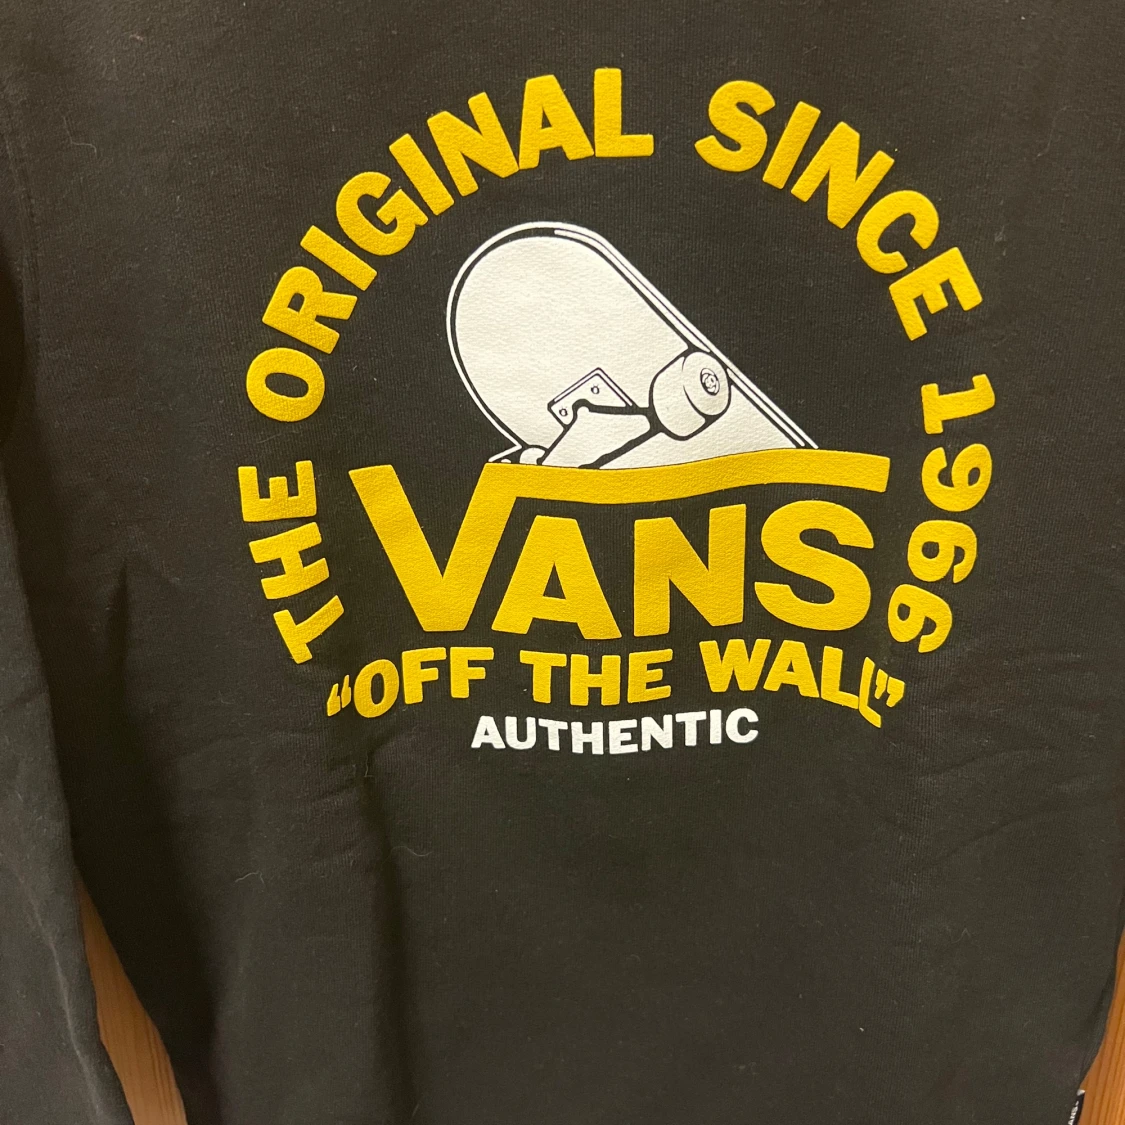 THE ORIGINAL SINCE 1966
VANS
“OFF THE WALL”
AUTHENTIC